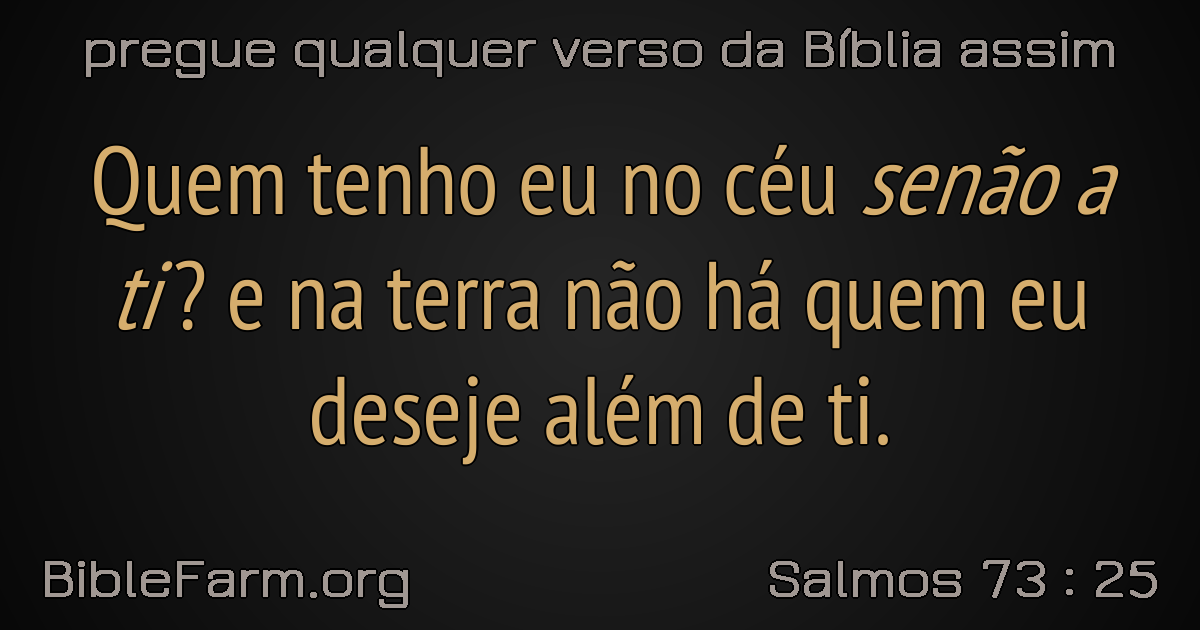 pregue qualquer verso da Bíblia assim
Quem tenho eu no céu senão a
ti? e na terra não há quem eu
deseje além de ti.
BibleFarm.org
Salmos 73 : 25